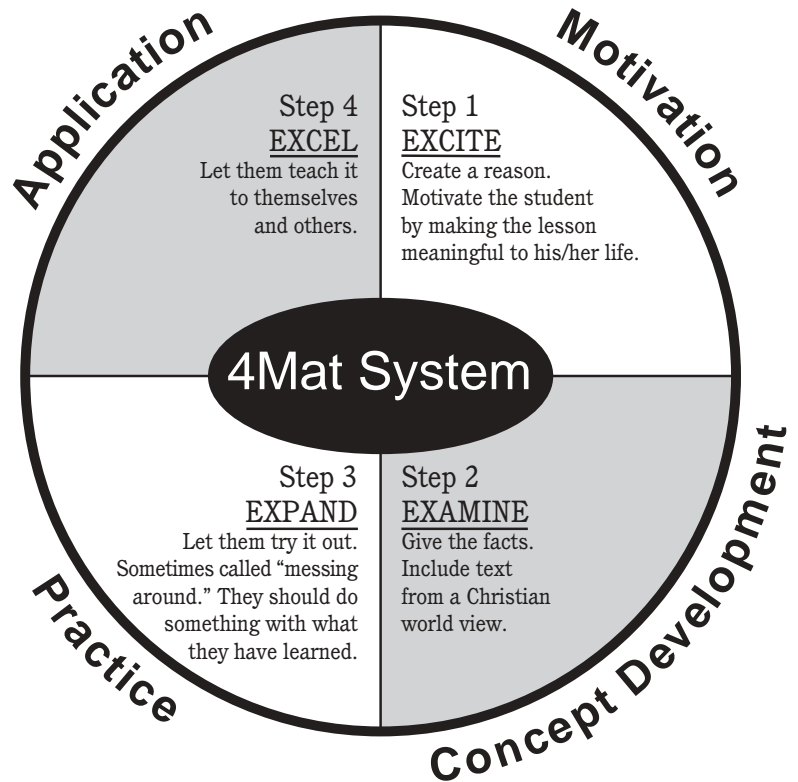 Application
Motivation
Step 4
EXCEL
Let them teach it
to themselves
and others.
Step 1
EXCITE
Create a reason.
Motivate the student
by making the lesson
meaningful to his/her life.
4Mat System
Step 3
EXPAND
Let them try it out.
Sometimes called “messing
around.” They should do
something with what
they have learned.
Step 2
EXAMINE
Give the facts.
Include text
from a Christian
world view.
Practice
Concept Development